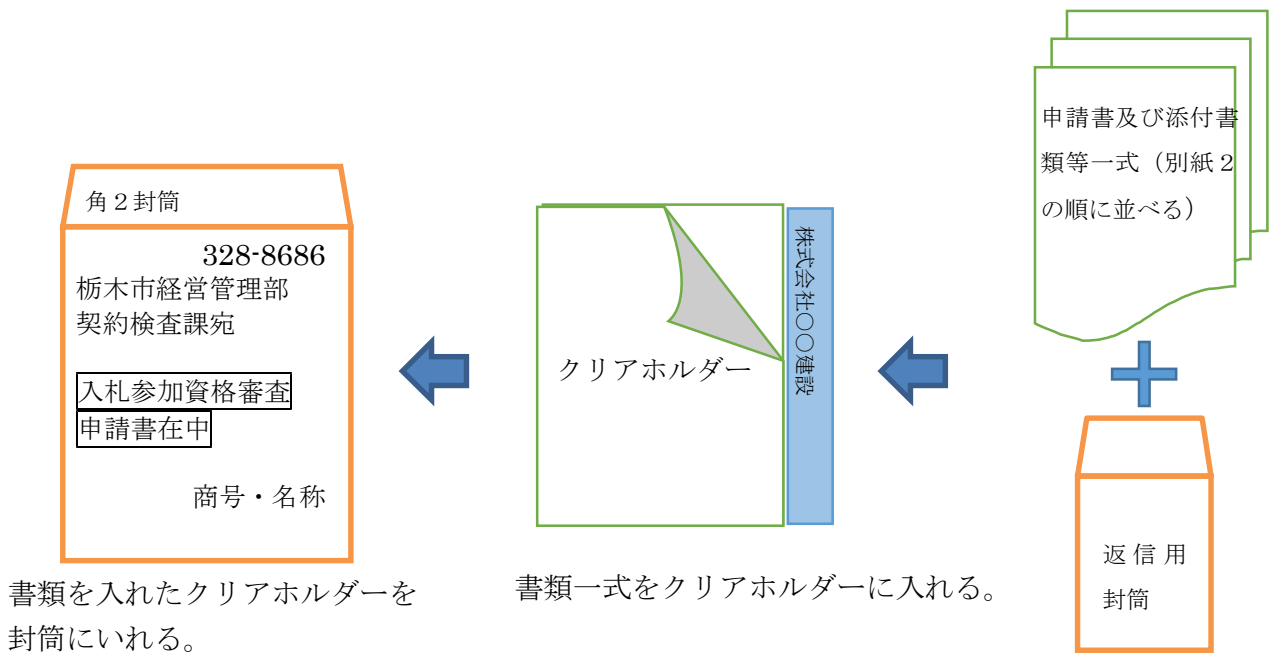 申請書及び添付書
類等一式（別紙２
の順に並べる）
返信用
封筒
株式会社○○建設
クリアホルダー
書類一式をクリアホルダーに入れる。
角２封筒
328-8686
栃木市経営管理部
契約検査課宛
入札参加資格審査
申請書在中
商号・名称
書類を入れたクリアホルダーを
封筒にいれる。